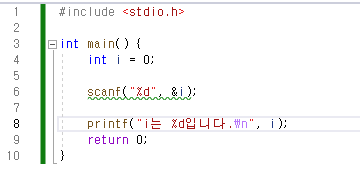 1 #include <stdio.h>
2
3 int main() {
4 int i = 0;
5
6 scanf("%d", &i);
7
8 printf("i는 %d입니다.₩n", i);
9 return 0;
10 }